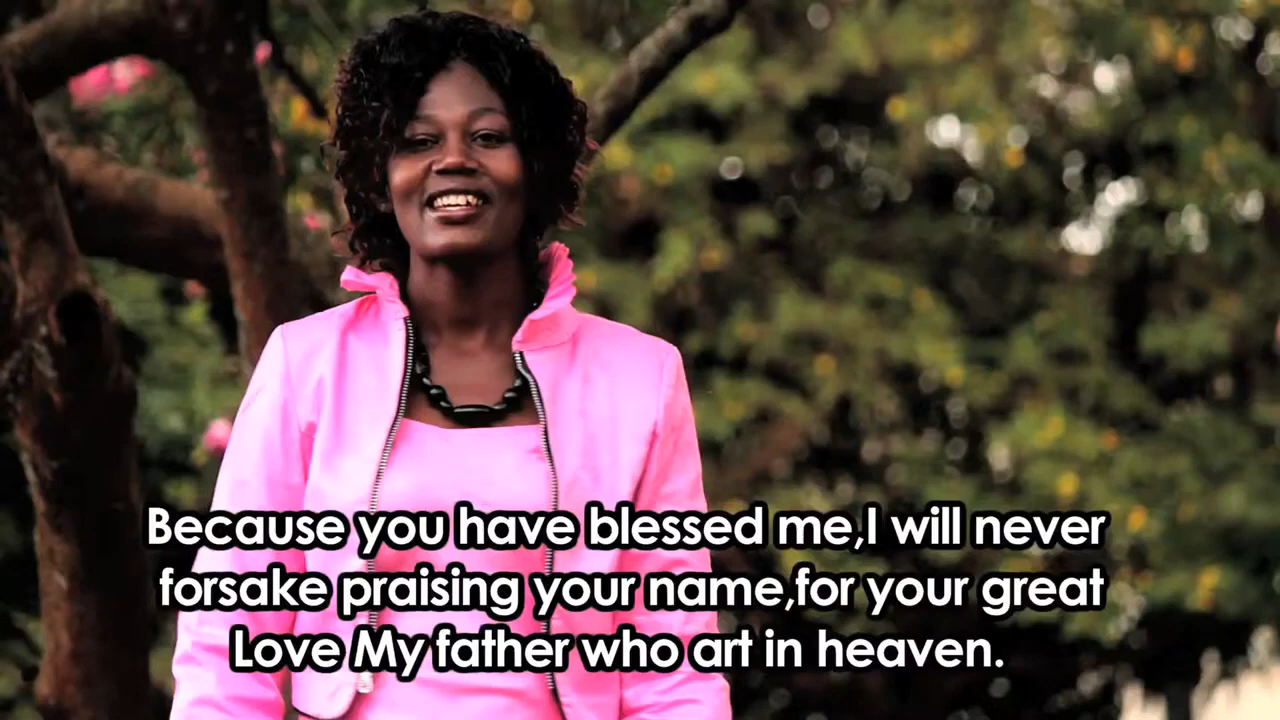 Because you have blessed me,I will never
forsake praising your name,for your great
Love My father who art in heaven.